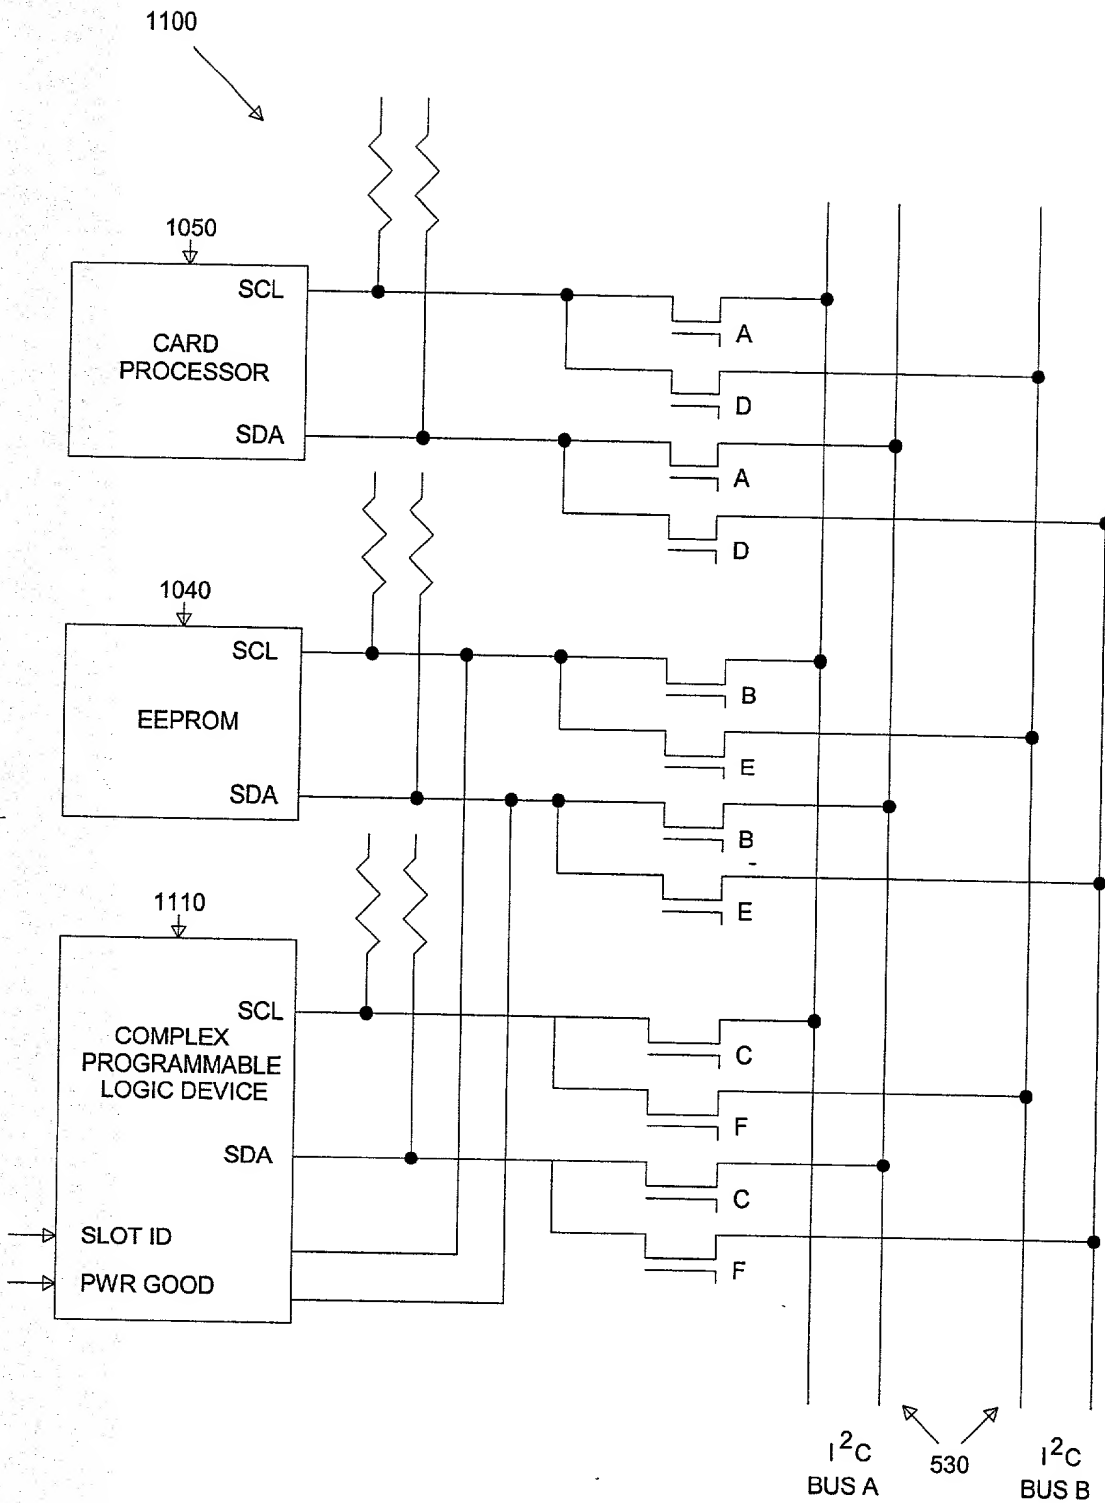 1100
1050
SCL
CARD
PROCESSOR
SDA
A
D
A
D
1040
SCL
EEPROM
SDA
B
E
B
E
1110
SCL
COMPLEX
PROGRAMMABLE
LOGIC DEVICE
SDA
SLOT ID
PWR GOOD
C
F
C
F
I²C
BUS A
530
I²C
BUS B